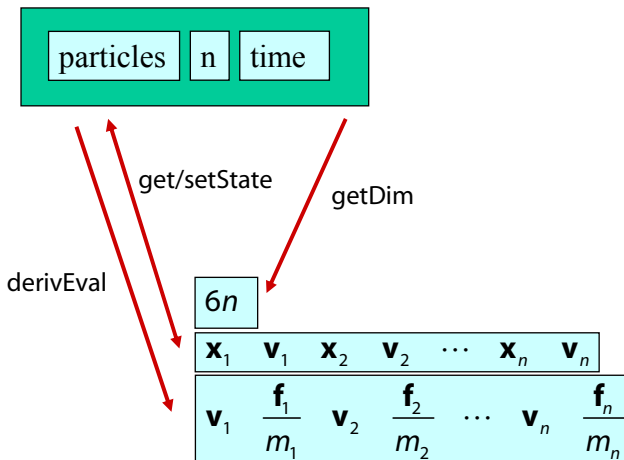 particles n time
get/setState
getDim
derivEval
6n
x₁ v₁ x₂ v₂ ⋯ xₙ vₙ
v₁ f₁/m₁ v₂ f₂/m₂ ⋯ vₙ fₙ/mₙ